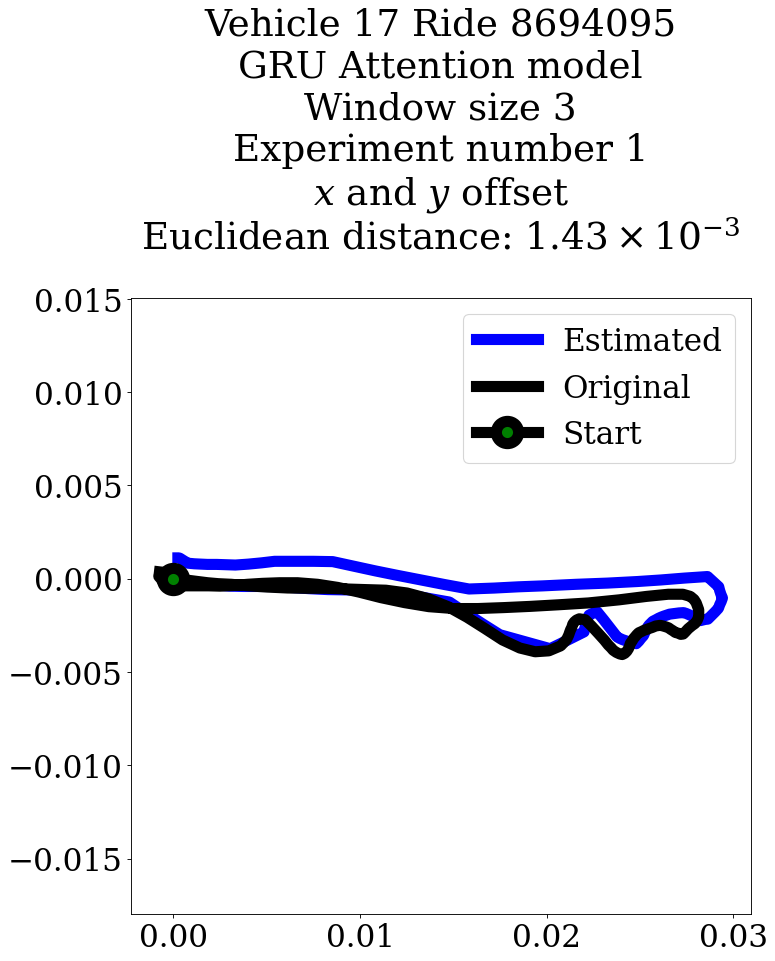 Vehicle 17 Ride 8694095
GRU Attention model
Window size 3
Experiment number 1
x and y offset
Euclidean distance: 1.43 × 10⁻³
0.015
Estimated
0.010
Original
Start
0.005
0.000
−0.005
−0.010
−0.015
0.00
0.01
0.02
0.03